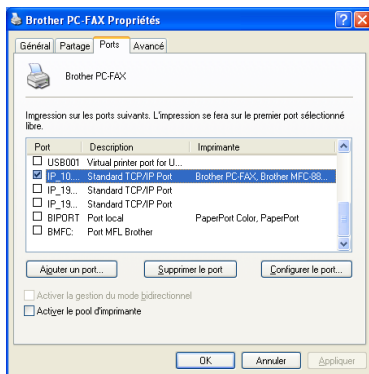 Brother PC-FAX Propriétés
Général Partage Ports Avancé
Brother PC-FAX
Impression sur les ports suivants. L'impression se fera sur le premier port sélectionné
libre.
Port Description Imprimante
USB001 Virtual printer port for U...
IP_10.... Standard TCP/IP Port Brother PC-FAX, Brother MFC-88...
IP_19... Standard TCP/IP Port
IP_19... Standard TCP/IP Port
BIPORT Port local PaperPort Color, PaperPort
BMFC: Port MFL Brother
Ajouter un port... Supprimer le port Configurer le port...
Activer la gestion du mode bidirectionnel
Activer le pool d'imprimante
OK Annuler Appliquer